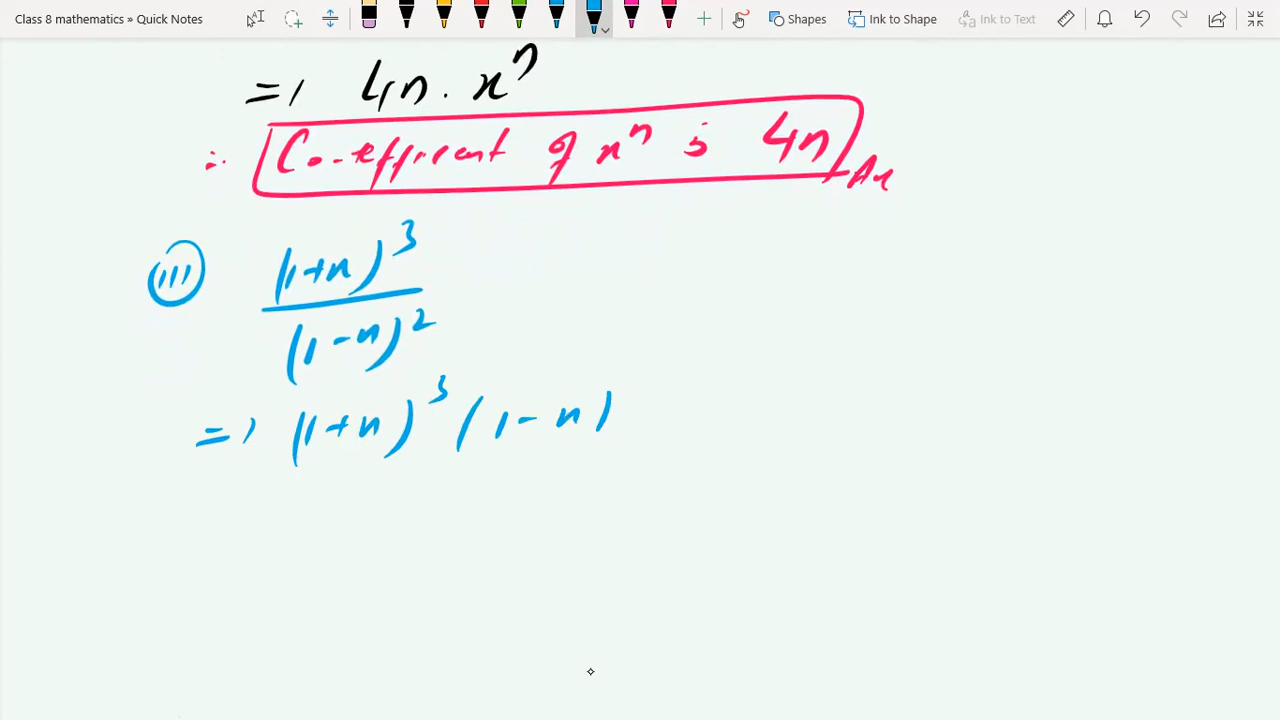 Class 8 mathematics » Quick Notes
Shapes
Ink to Shape
Ink to Text
=> 4n. x^n
∴ Co-efficient of x^n is 4n Ans
(iii) (1+x)^3 / (1-x)^2
=> (1+x)^3 (1-x)